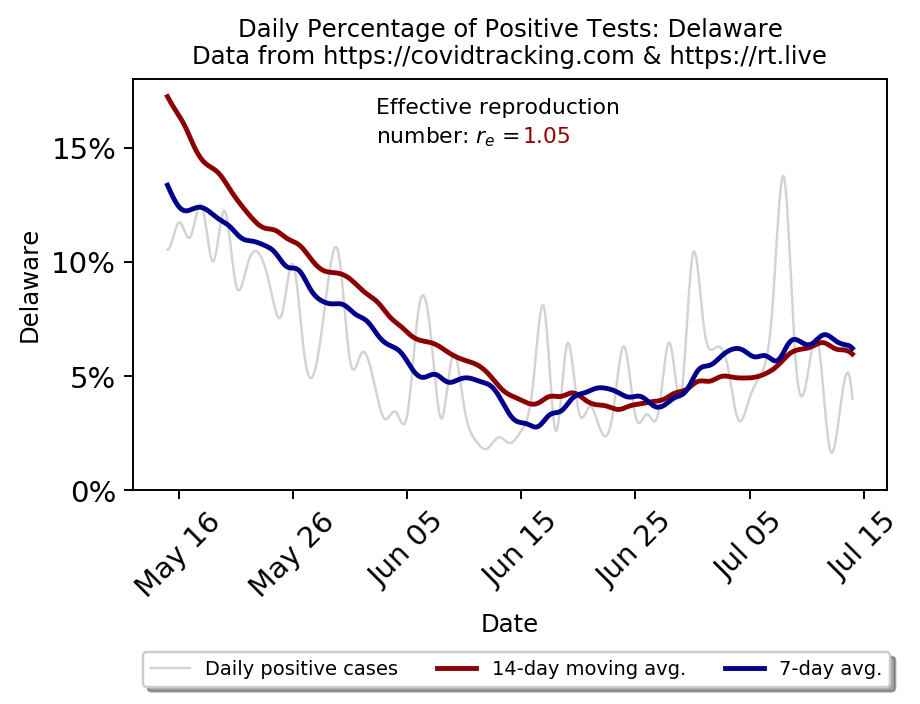 Daily Percentage of Positive Tests: Delaware
Data from https://covidtracking.com & https://rt.live
Effective reproduction
number: rₑ =1.05
Delaware
15%
10%
5%
0%
May 16
May 26
Jun 05
Jun 15
Jun 25
Jul 05
Jul 15
Date
Daily positive cases
14-day moving avg.
7-day avg.